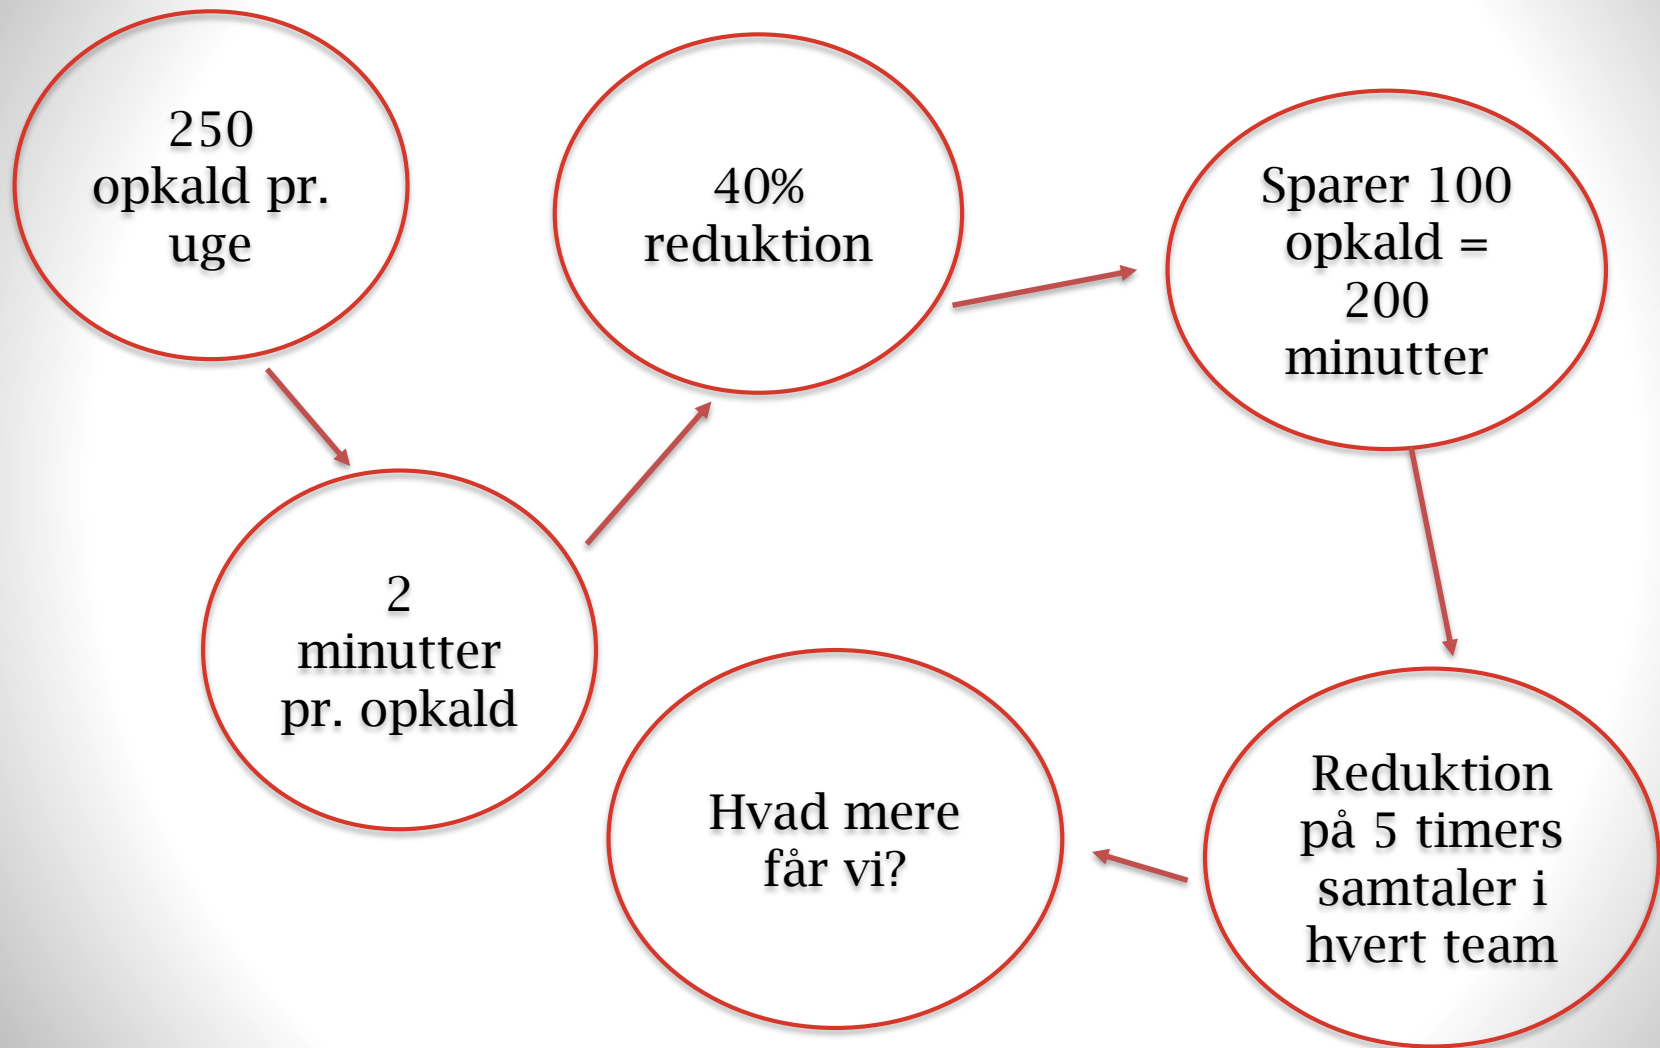 250
opkald pr.
uge
2
minutter
pr. opkald
40%
reduktion
Sparer 100
opkald =
200
minutter
Reduktion
på 5 timers
samtaler i
hvert team
Hvad mere
får vi?